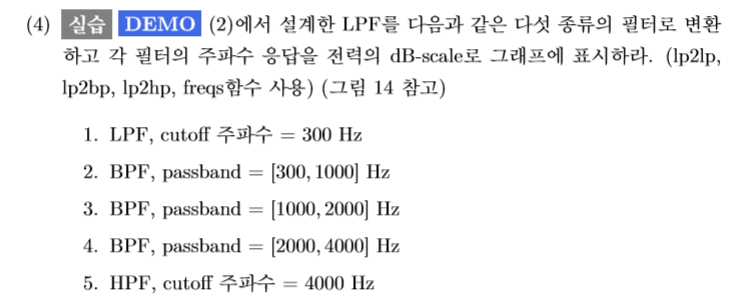 (4) 실습 DEMO (2)에서 설계한 LPF를 다음과 같은 다섯 종류의 필터로 변환
하고 각 필터의 주파수 응답을 전력의 dB-scale로 그래프에 표시하라. (lp2lp,
lp2bp, lp2hp, freqs함수 사용) (그림 14 참고)
1. LPF, cutoff 주파수 = 300 Hz
2. BPF, passband = [300, 1000] Hz
3. BPF, passband = [1000, 2000] Hz
4. BPF, passband = [2000, 4000] Hz
5. HPF, cutoff 주파수 = 4000 Hz